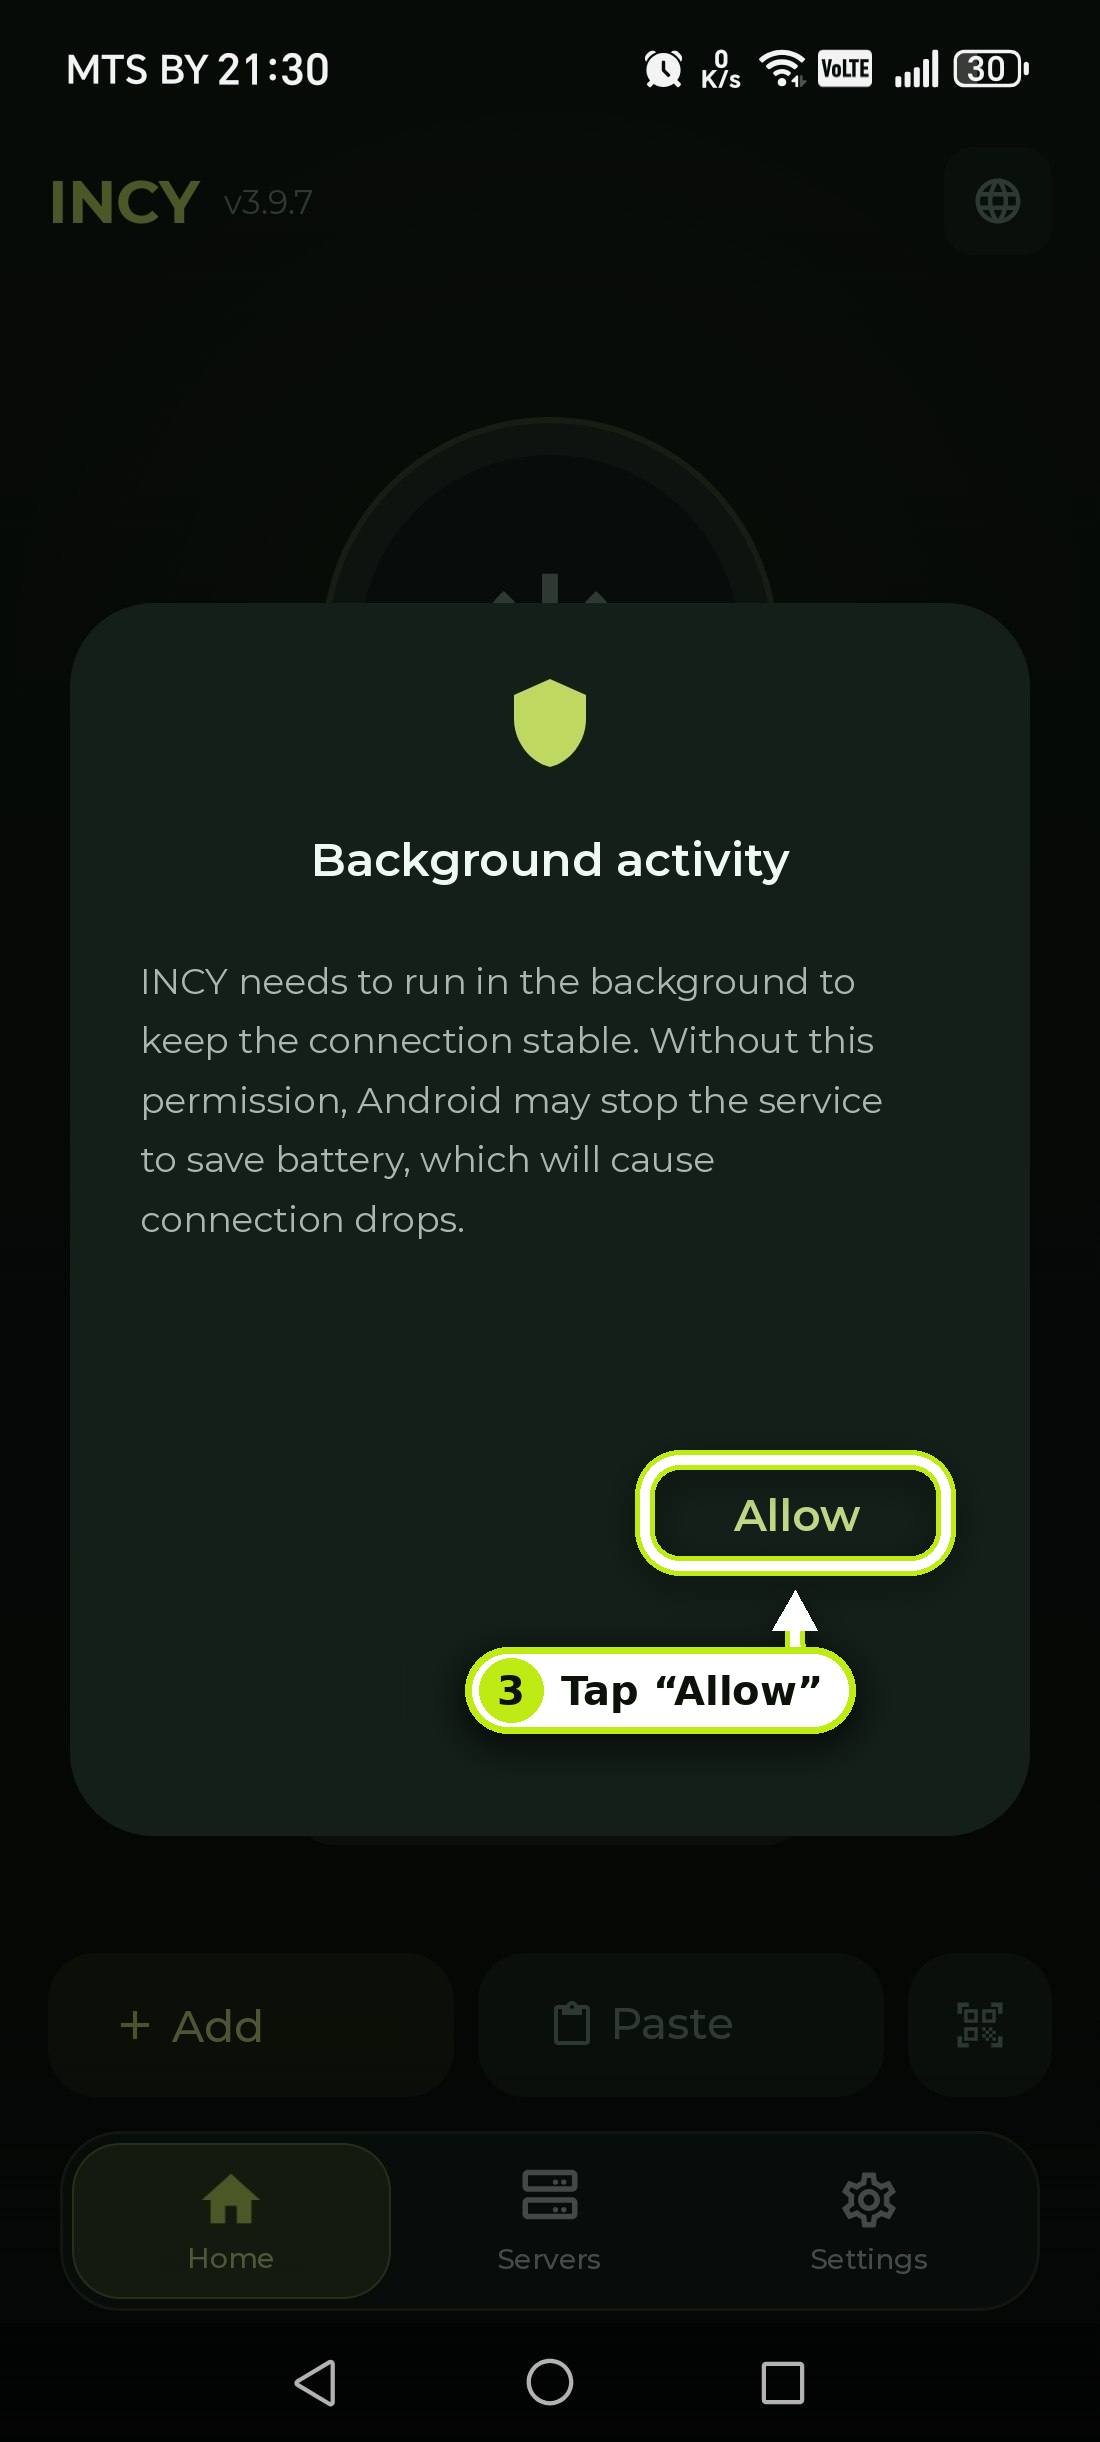 MTS BY 21:30 0 K/s VoLTE 30
INCY v3.9.7
Background activity
INCY needs to run in the background to
keep the connection stable. Without this
permission, Android may stop the service
to save battery, which will cause
connection drops.
Allow
3 Tap “Allow”
+ Add Paste
Home Servers Settings